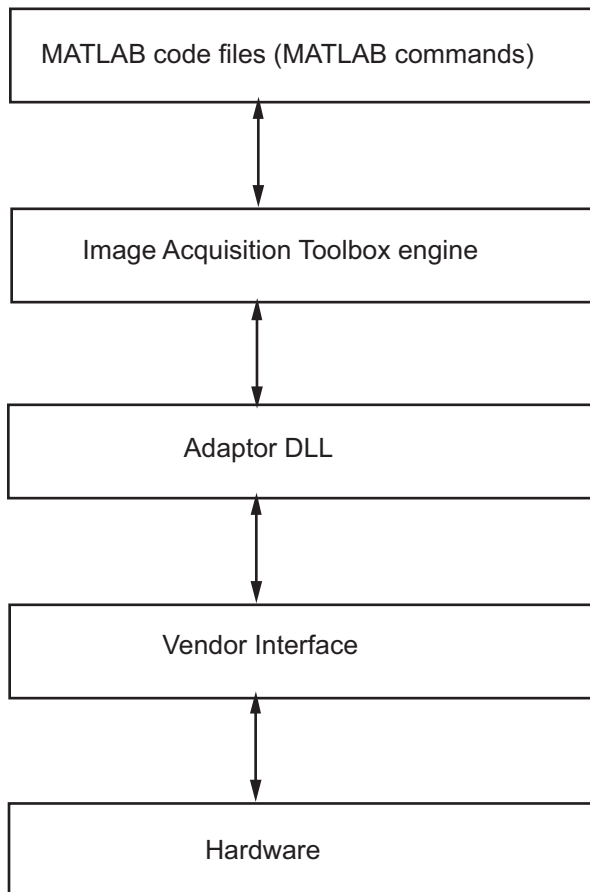 MATLAB code files (MATLAB commands)
Image Acquisition Toolbox engine
Adaptor DLL
Vendor Interface
Hardware